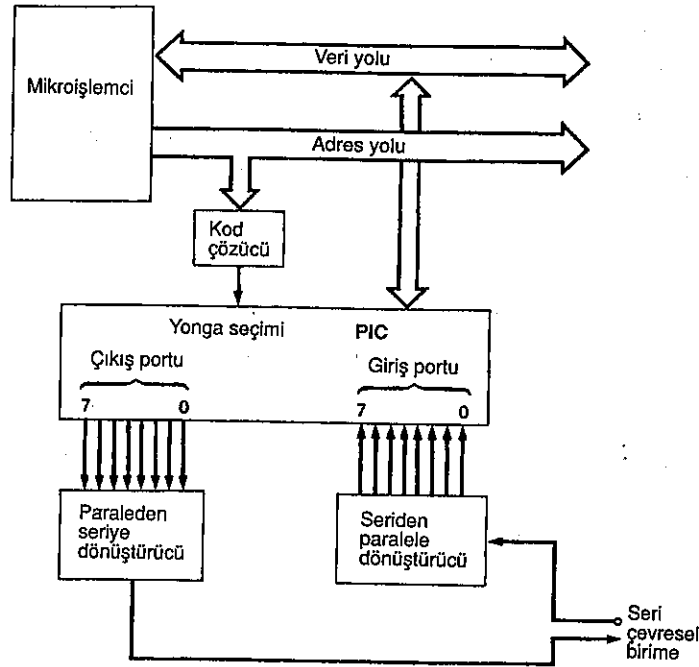 Veri yolu
Mikroişlemci
Adres yolu
Kod
çözücü
Yonga seçimi
PIC
Çıkış portu
Giriş portu
7
0
7
0
Paraleden
seriye
dönüştürücü
Seriden
paralele
dönüştürücü
Seri
çevresel
birime